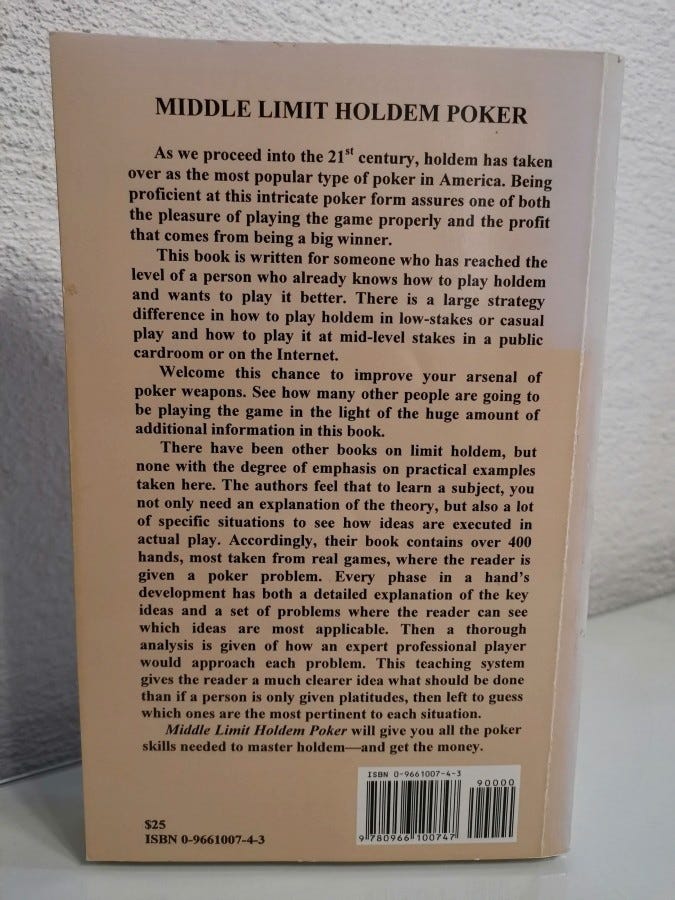 MIDDLE LIMIT HOLDEM POKER
As we proceed into the 21st century, holdem has taken
over as the most popular type of poker in America. Being
proficient at this intricate poker form assures one of both
the pleasure of playing the game properly and the profit
that comes from being a big winner.
This book is written for someone who has reached the
level of a person who already knows how to play holdem
and wants to play it better. There is a large strategy
difference in how to play holdem in low-stakes or casual
play and how to play it at mid-level stakes in a public
cardroom or on the Internet.
Welcome this chance to improve your arsenal of
poker weapons. See how many other people are going to
be playing the game in the light of the huge amount of
additional information in this book.
There have been other books on limit holdem, but
none with the degree of emphasis on practical examples
taken here. The authors feel that to learn a subject, you
not only need an explanation of the theory, but also a lot
of specific situations to see how ideas are executed in
actual play. Accordingly, their book contains over 400
hands, most taken from real games, where the reader is
given a poker problem. Every phase in a hand's
development has both a detailed explanation of the key
ideas and a set of problems where the reader can see
which ideas are most applicable. Then a thorough
analysis is given of how an expert professional player
would approach each problem. This teaching system
gives the reader a much clearer idea what should be done
than if a person is only given platitudes, then left to guess
which ones are the most pertinent to each situation.
Middle Limit Holdem Poker will give you all the poker
skills needed to master holdem—and get the money.
ISBN 0-9661007-4-3
90000
9 780966 100747
$25
ISBN 0-9661007-4-3